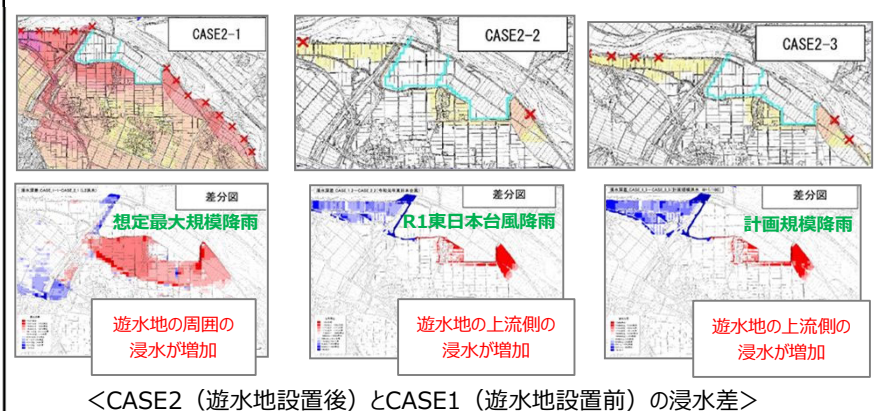 CASE2-1
CASE2-2
CASE2-3
差分図
想定最大規模降雨
遊水地の周囲の
浸水が増加
差分図
R1東日本台風降雨
遊水地の上流側の
浸水が増加
差分図
計画規模降雨
遊水地の上流側の
浸水が増加
<CASE2（遊水地設置後）とCASE1（遊水地設置前）の浸水差>